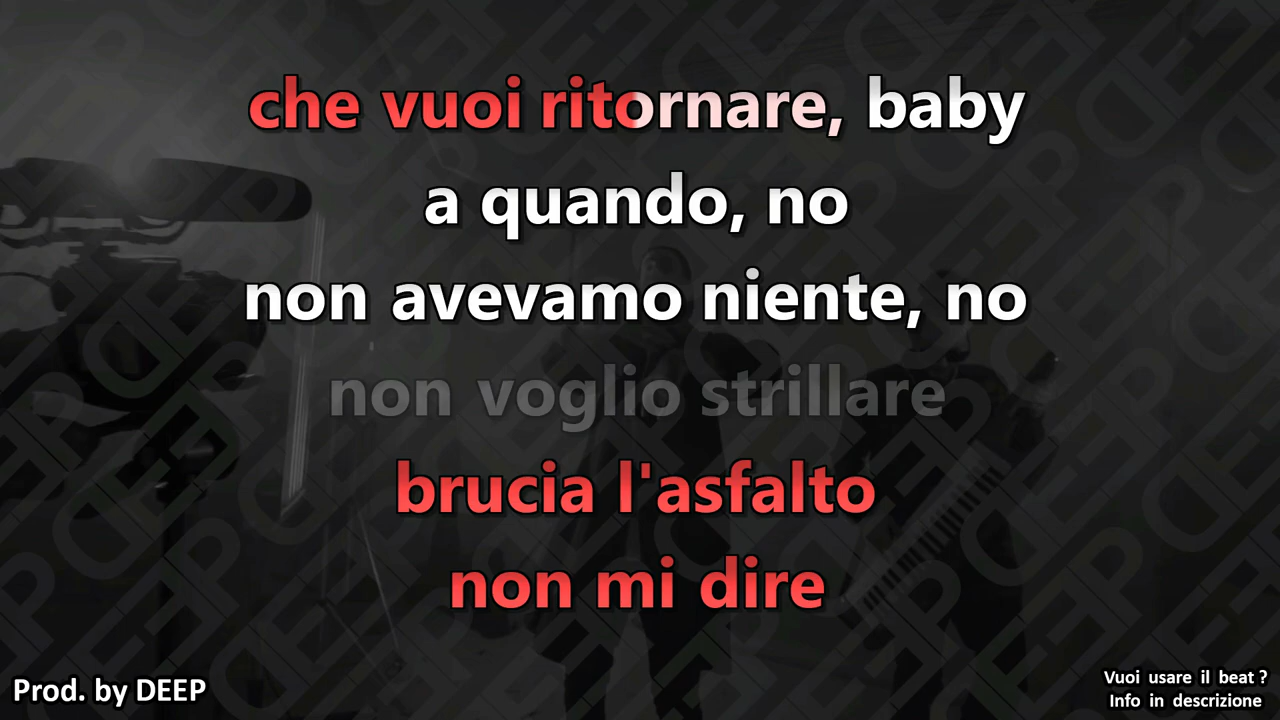 che vuoi ritornare, baby
a quando, no
non avevamo niente, no
non voglio strillare
brucia l'asfalto
non mi dire
Prod. by DEEP
Vuoi usare il beat ?
Info in descrizione